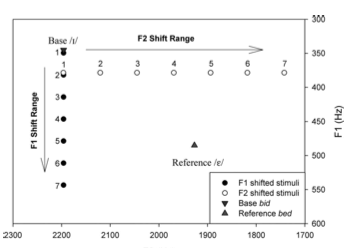 300
Base /ɪ/
F2 Shift Range
1
1 2 3 4 5 6 7
2
350
F1 Shift Range
3
400
4
450
5
Reference /ɛ/
500
6
F1 shifted stimuli
F2 shifted stimuli
Base bid
Reference bed
7
550
600
F1 (Hz)
2300 2200 2100 2000 1900 1800 1700